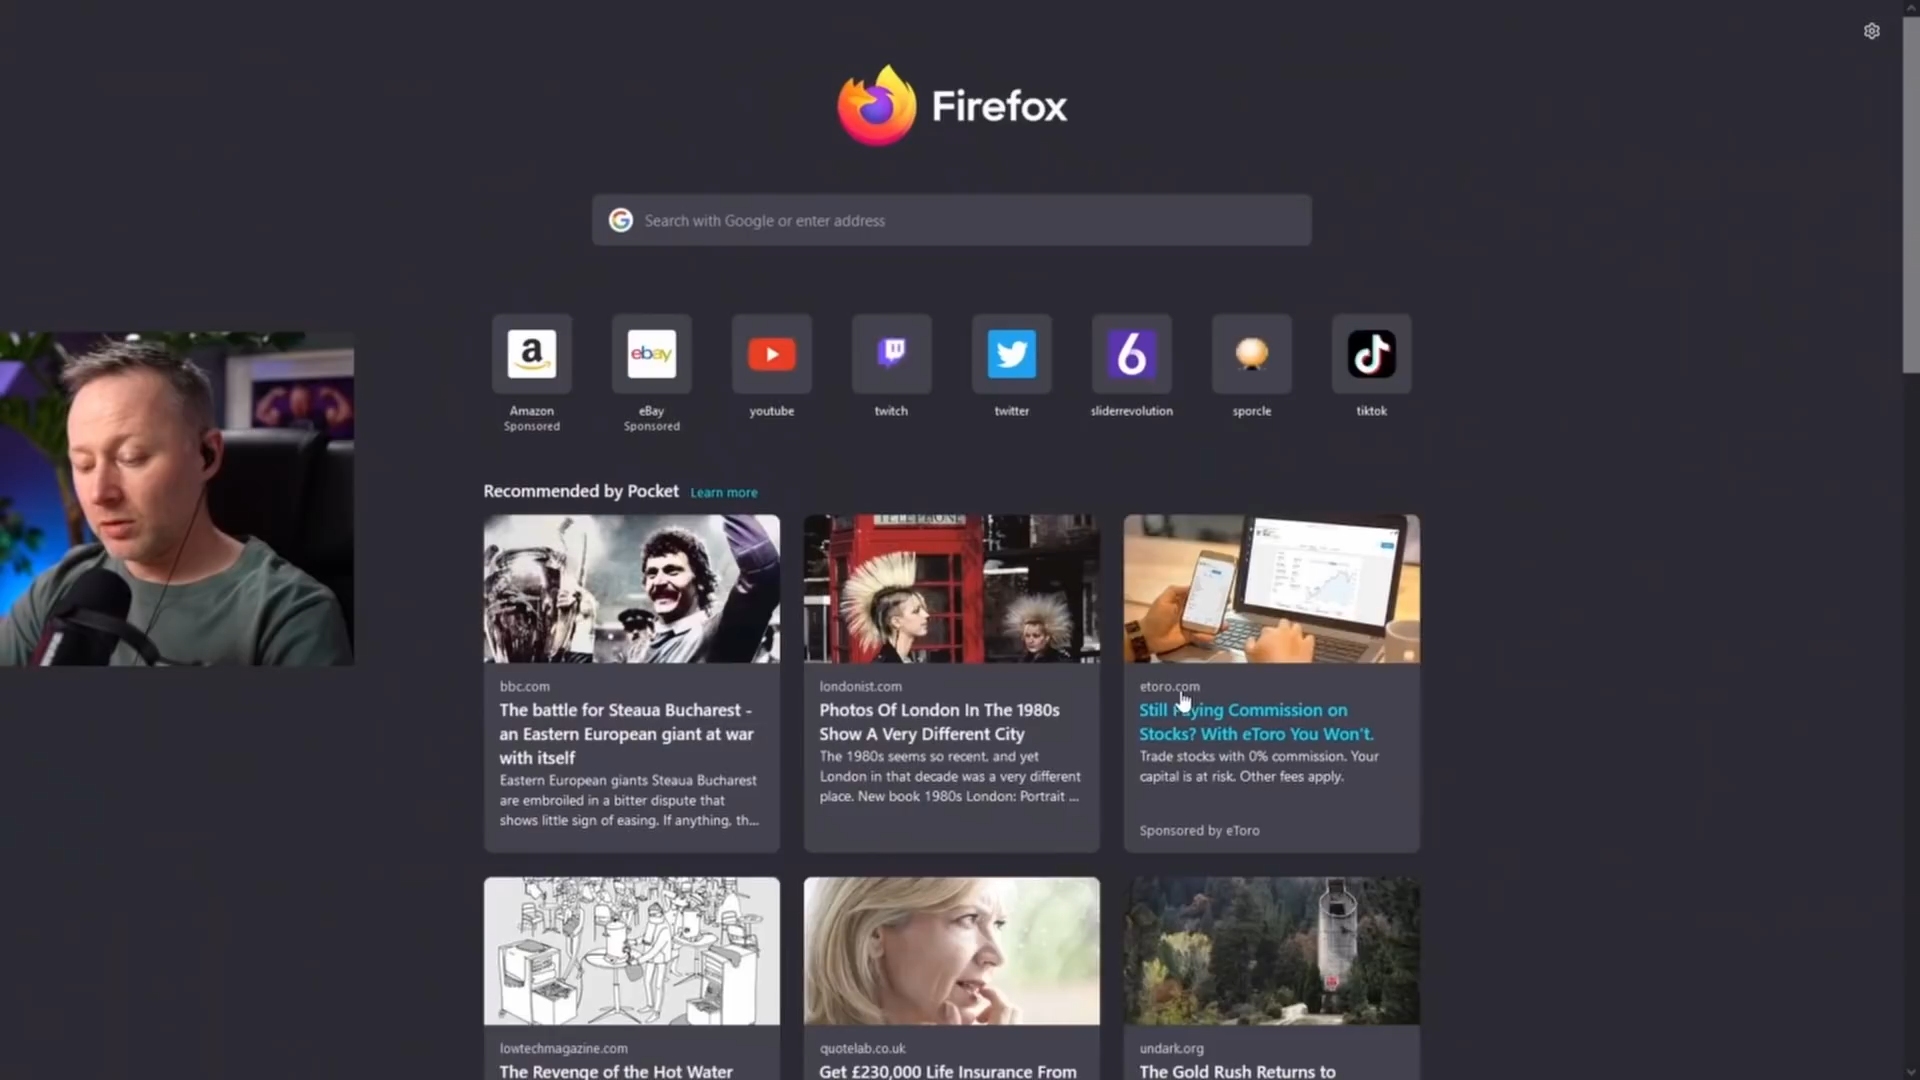 Firefox
Search with Google or enter address
a
ebay
6
Amazon
Sponsored
eBay
Sponsored
youtube
twitch
twitter
sliderrevolution
sporcle
tiktok
Recommended by Pocket Learn more
TELEPHONE
bbc.com
The battle for Steaua Bucharest -
an Eastern European giant at war
with itself
Eastern European giants Steaua Bucharest
are embroiled in a bitter dispute that
shows little sign of easing. If anything, th...
londonist.com
Photos Of London In The 1980s
Show A Very Different City
The 1980s seems so recent, and yet
London in that decade was a very different
place. New book 1980s London: Portrait ...
etoro.com
Still Paying Commission on
Stocks? With eToro You Won't.
Trade stocks with 0% commission. Your
capital is at risk. Other fees apply.
Sponsored by eToro
lowtechmagazine.com
The Revenge of the Hot Water
quotelab.co.uk
Get £230,000 Life Insurance From
undark.org
The Gold Rush Returns to